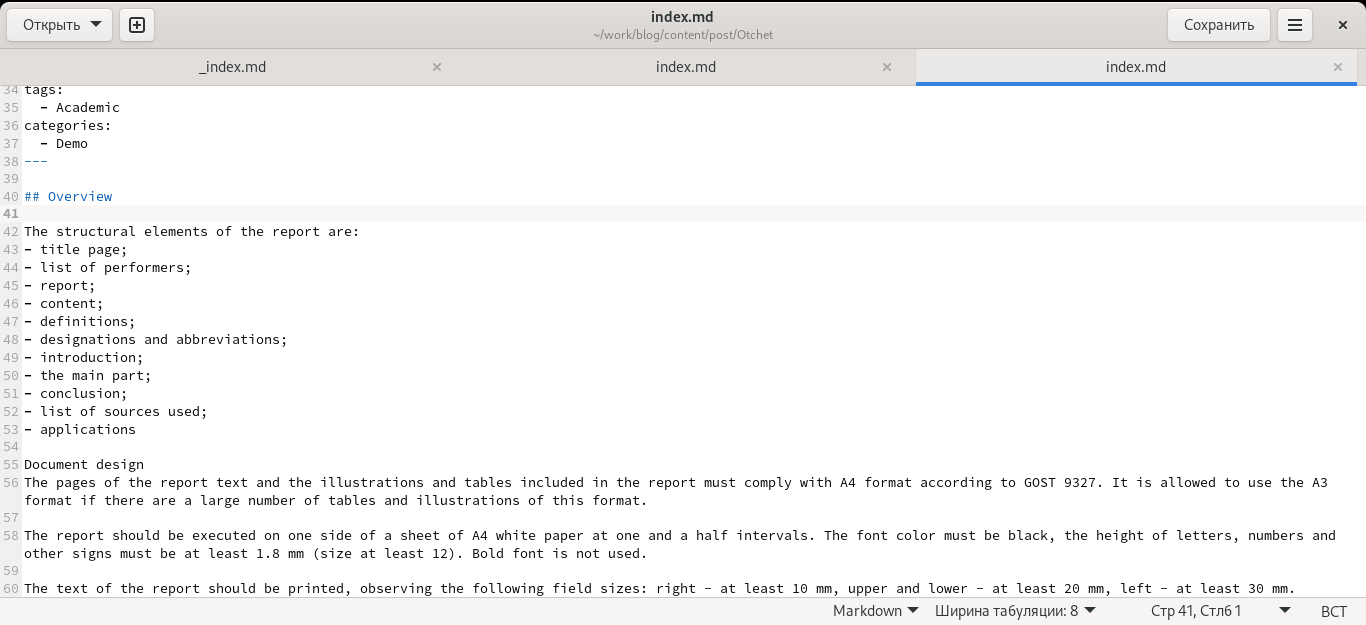 Открыть
index.md
~/work/blog/content/post/Otchet
Сохранить
_index.md
index.md
index.md
34 tags:
35   - Academic
36 categories:
37   - Demo
38 ---
39
40 ## Overview
41
42 The structural elements of the report are:
43 - title page;
44 - list of performers;
45 - report;
46 - content;
47 - definitions;
48 - designations and abbreviations;
49 - introduction;
50 - the main part;
51 - conclusion;
52 - list of sources used;
53 - applications
54
55 Document design
56 The pages of the report text and the illustrations and tables included in the report must comply with A4 format according to GOST 9327. It is allowed to use the A3
format if there are a large number of tables and illustrations of this format.
57
58 The report should be executed on one side of a sheet of A4 white paper at one and a half intervals. The font color must be black, the height of letters, numbers and
other signs must be at least 1.8 mm (size at least 12). Bold font is not used.
59
60 The text of the report should be printed, observing the following field sizes: right - at least 10 mm, upper and lower - at least 20 mm, left - at least 30 mm.
Markdown
Ширина табуляции: 8
Стр 41, Стлб 1
ВСТ